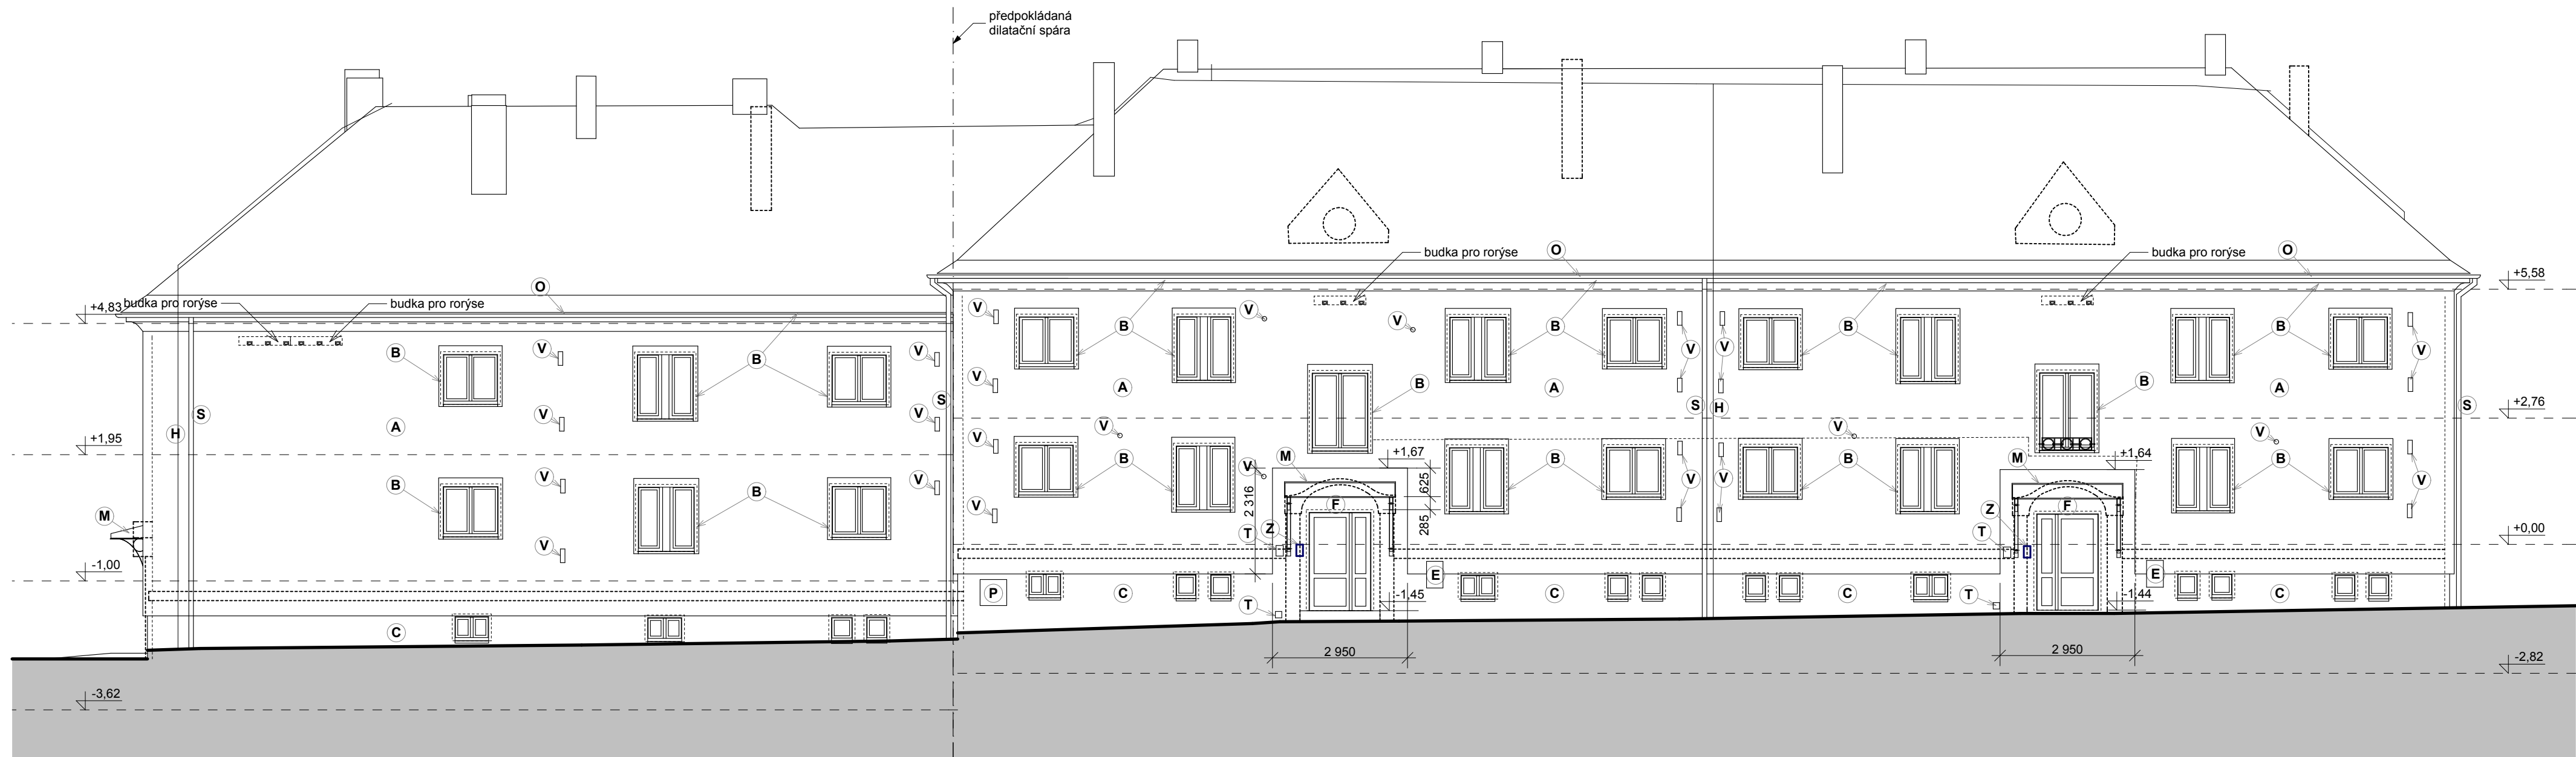 předpokládaná
dilatační spára
budka pro rorýse
O
O
budka pro rorýse
+5,58
O
+4,83
budka pro rorýse
budka pro rorýse
V
V
V
B
B
B
B
B
V
B
V
V
V
V
V
B
B
V
A
A
A
V
S
S
S
H
S
H
+2,76
V
V
A
V
V
V
+1,95
V
V
B
B
B
B
M
+1,67
M
+1,64
V
V
V
V
B
B
V
V
V
V
2 316
625
285
F
F
Z
Z
M
T
T
V
+0,00
-1,00
E
E
P
C
C
C
C
T
-1,45
T
-1,44
C
2 950
2 950
-2,82
-3,62